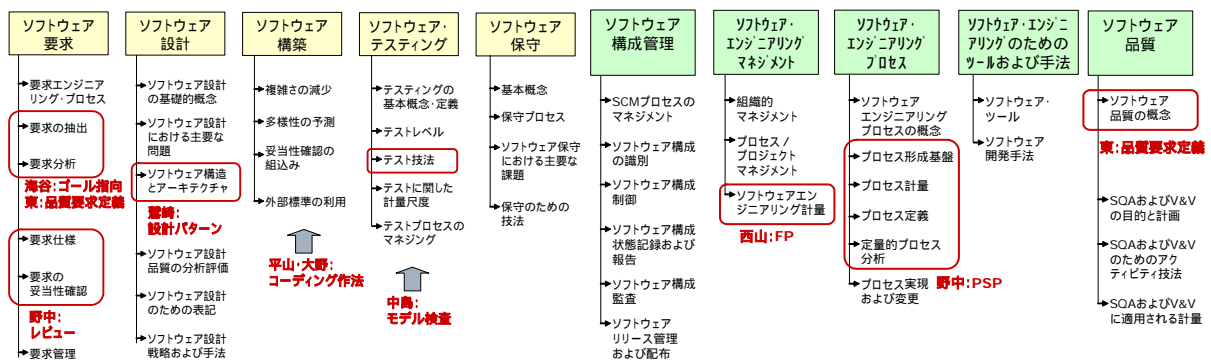 ソフトウェア
要求
要求エンジニア
リング・プロセス
要求の抽出
要求分析
海谷：ゴール指向
東：品質要求定義
要求仕様
要求の
妥当性確認
野中：
レビュー
要求管理
ソフトウェア
設計
ソフトウェア設計
の基礎的概念
ソフトウェア設計
における主要な
問題
ソフトウェア構造
とアーキテクチャ
鷲崎：
設計パターン
ソフトウェア設計
品質の分析評価
ソフトウェア設計
のための表記
ソフトウェア設計
戦略および手法
ソフトウェア
構築
複雑さの減少
多様性の予測
妥当性確認の
組込み
外部標準の利用
平山・大野：
コーディング作法
ソフトウェア・
テスティング
テスティングの
基本概念・定義
テストレベル
テスト技法
テストに関した
計量尺度
テストプロセスの
マネジング
中島：
モデル検査
ソフトウェア
保守
基本概念
保守プロセス
ソフトウェア保守
における主要な
課題
保守のための
技法
ソフトウェア
構成管理
SCMプロセスの
マネジメント
ソフトウェア構成
の識別
ソフトウェア構成
制御
ソフトウェア構成
状態記録および
報告
ソフトウェア構成
監査
ソフトウェア
リリース管理
および配布
ソフトウェア・
エンジニアリング
マネジメント
組織的
マネジメント
プロセス／
プロジェクト
マネジメント
ソフトウェアエン
ジニアリング計量
西山：FP
ソフトウェア・
エンジニアリング
プロセス
ソフトウェア
エンジニアリング
プロセスの概念
プロセス形成基盤
プロセス計量
プロセス定義
定量的プロセス
分析
プロセス実現
および変更
野中：PSP
ソフトウェア・エンジニ
アリングのための
ツールおよび手法
ソフトウェア・
ツール
ソフトウェア
開発手法
ソフトウェア
品質
ソフトウェア
品質の概念
東：品質要求定義
SQAおよびV&V
の目的と計画
SQAおよびV&V
のためのアク
ティビティ技法
SQAおよびV&V
に適用される計量